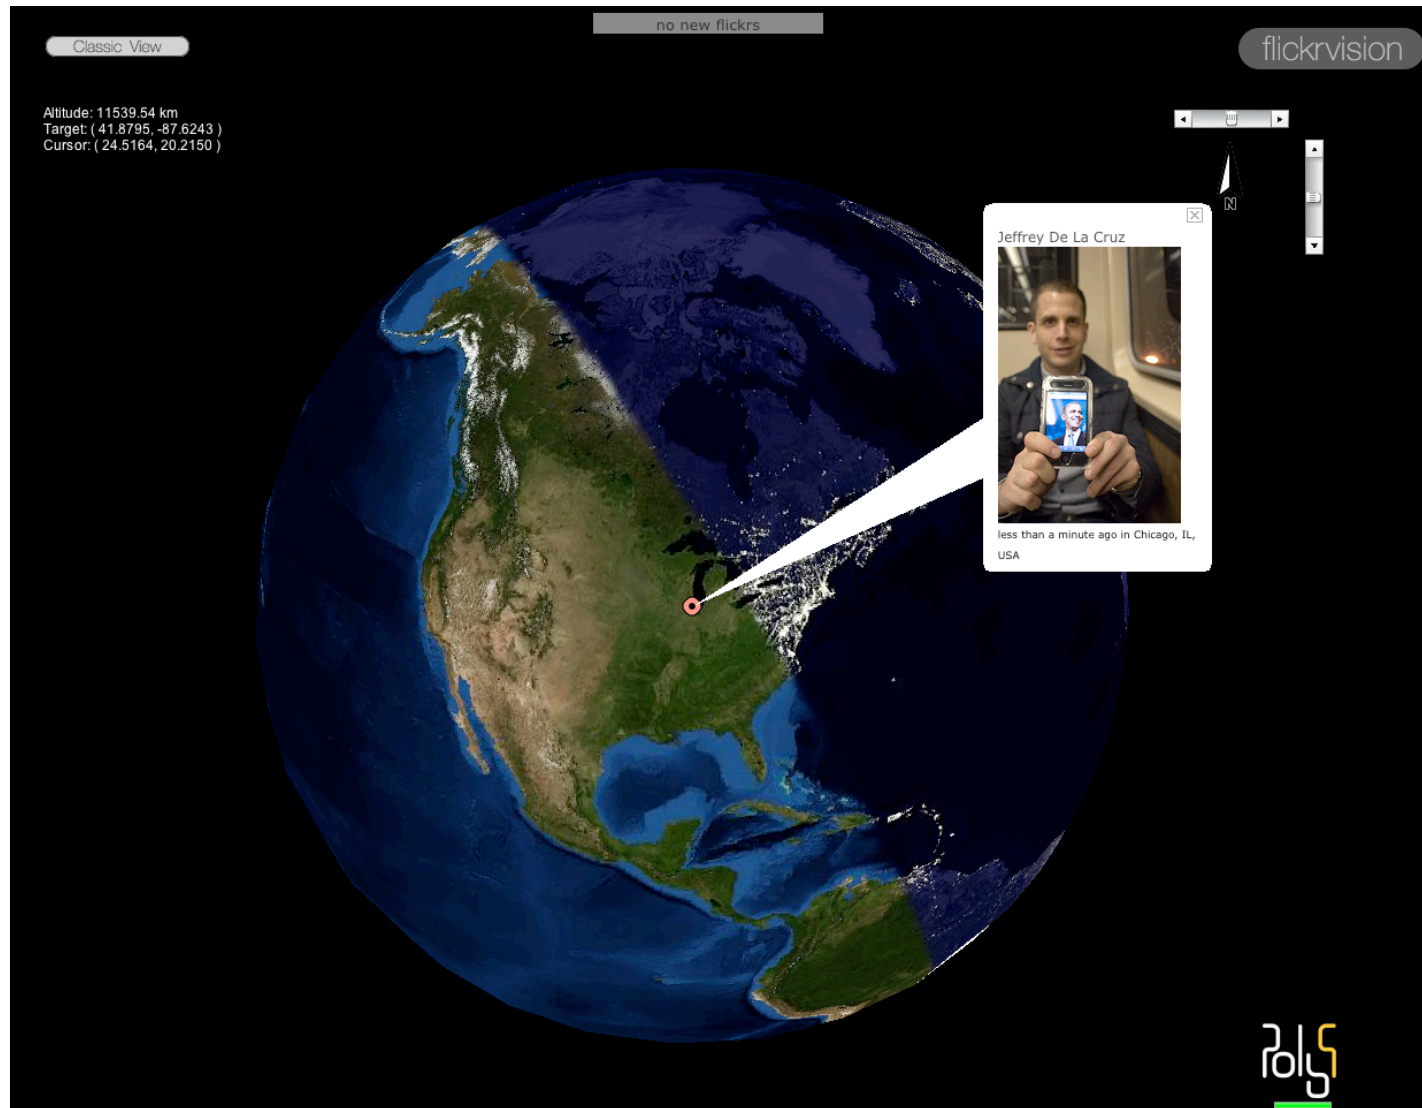 no new flickrs
Classic View
flickrvision
Altitude: 11539.54 km
Target: ( 41.8795, -87.6243 )
Cursor: ( 24.5164, 20.2150 )
N
Jeffrey De La Cruz
less than a minute ago in Chicago, IL,
USA
Poly9